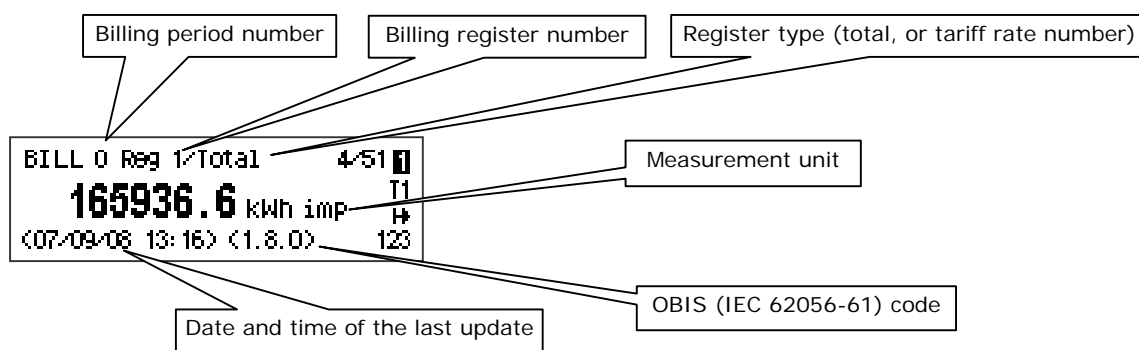 Billing period number
Billing register number
Register type (total, or tariff rate number)
BILL 0 Reg 1/Total 4/51 1
165936.6 kWh imp T1
(07/09/08 13:16) (1.8.0) 123
Measurement unit
OBIS (IEC 62056-61) code
Date and time of the last update